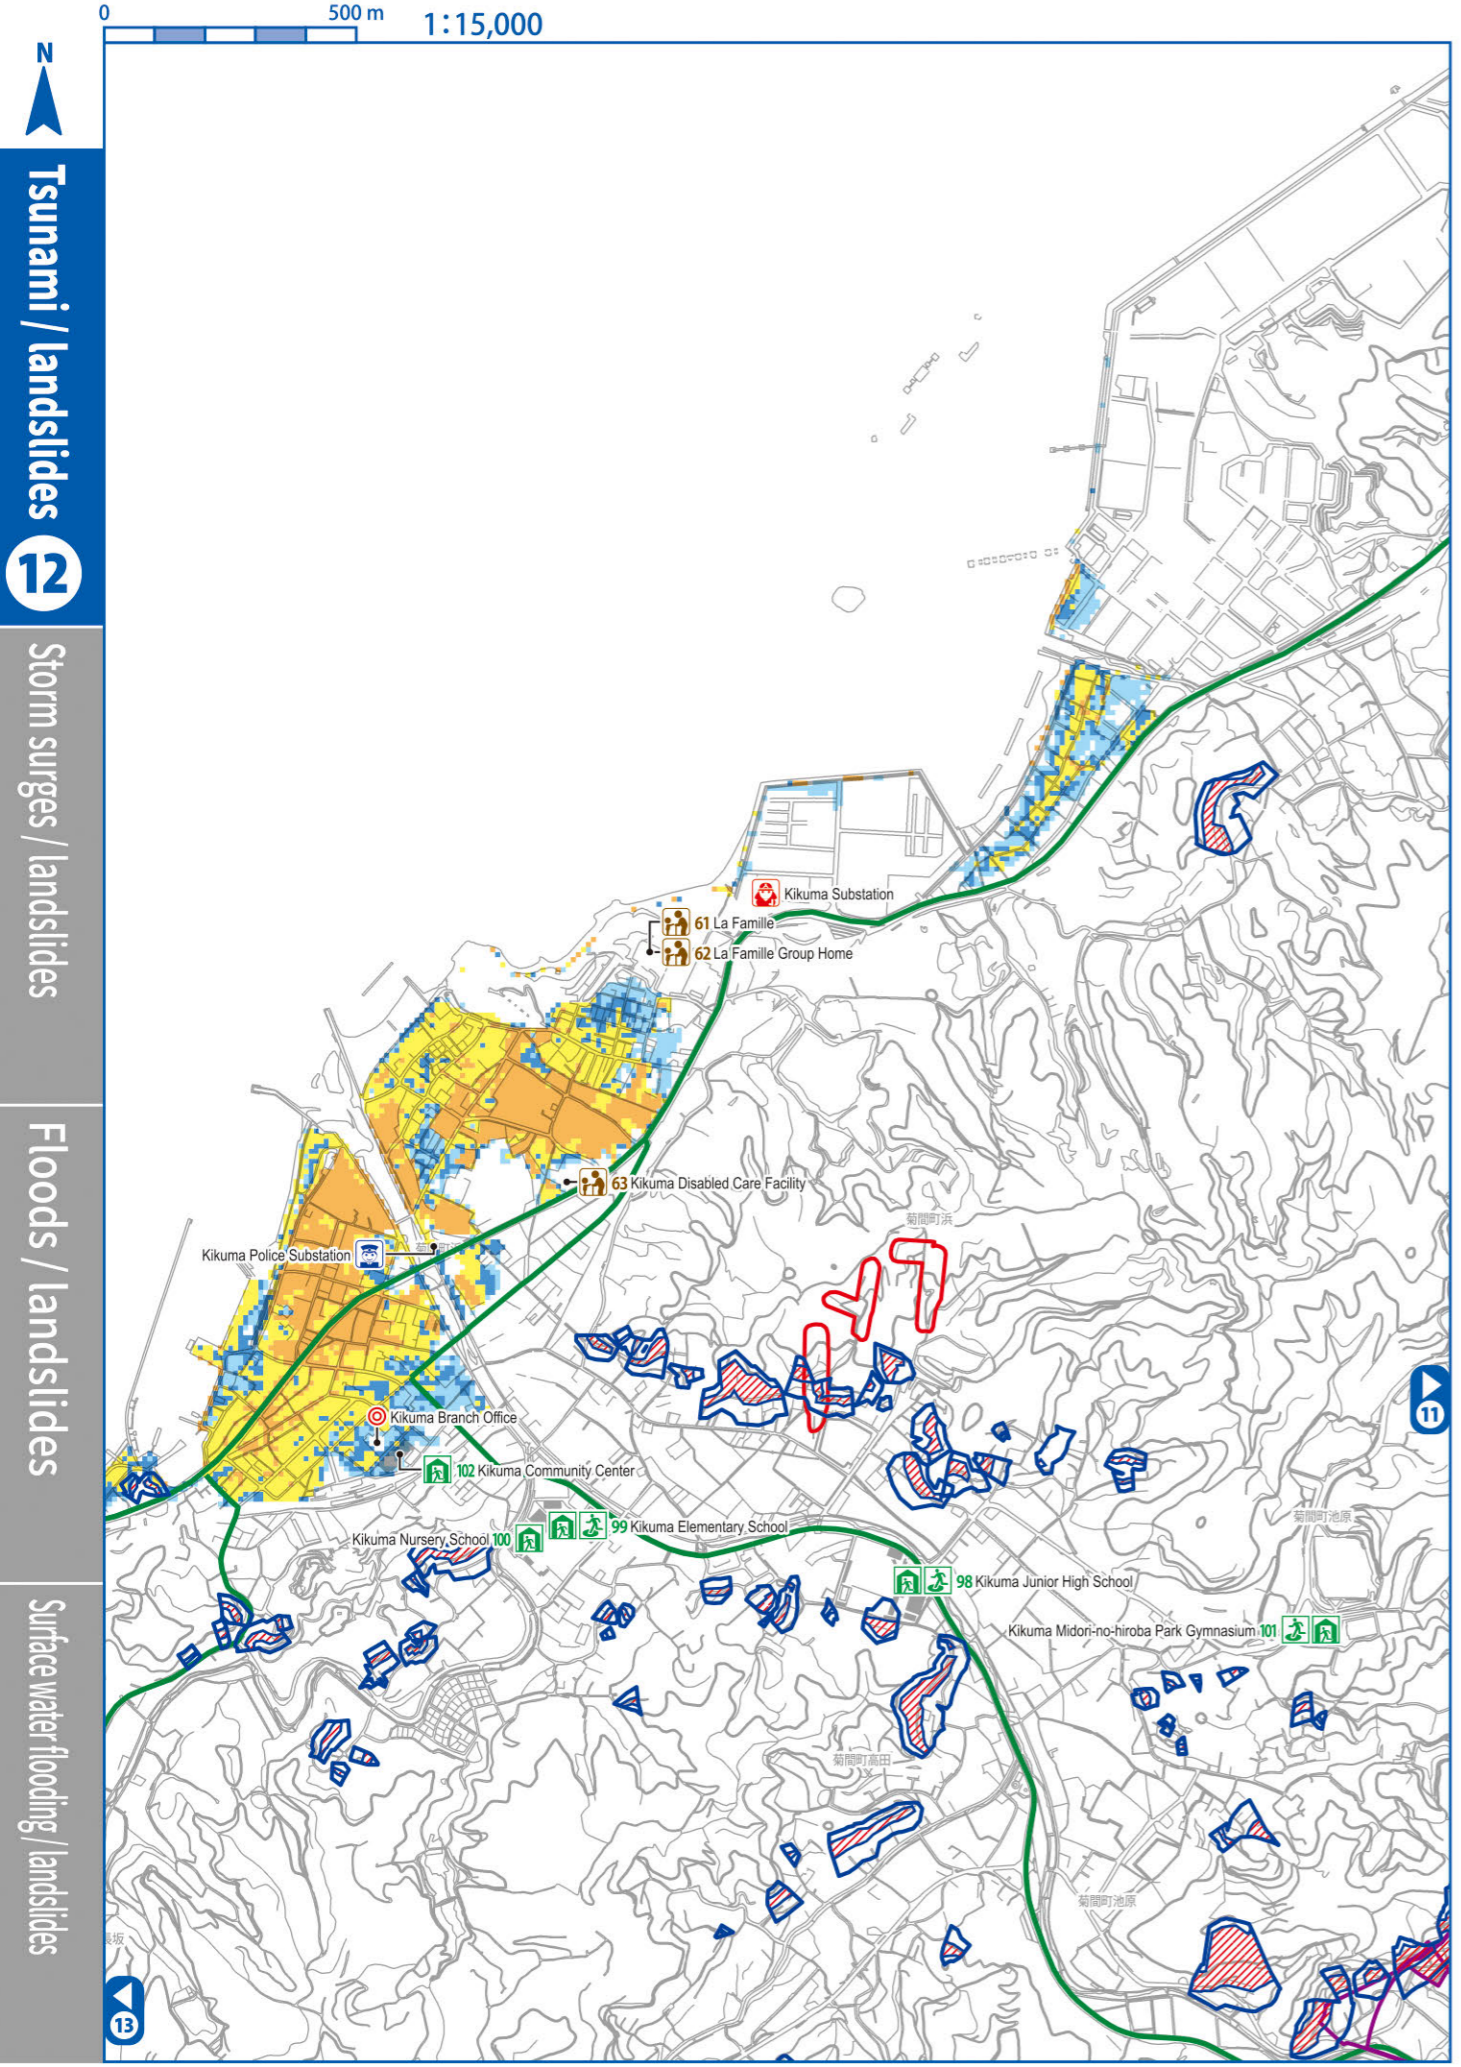 0
500 m
1:15,000
N
Tsunami / landslides
12
Storm surges / landslides
Floods / landslides
Surface water flooding / landslides
Kikuma Substation
61 La Famille
62 La Famille Group Home
63 Kikuma Disabled Care Facility
菊間町浜
Kikuma Police Substation
11
Kikuma Branch Office
102 Kikuma Community Center
菊間町池原
99 Kikuma Elementary School
Kikuma Nursery School 100
98 Kikuma Junior High School
Kikuma Midori-no-hiroba Park Gymnasium 101
菊間町高田
菊間町池原
長坂
13